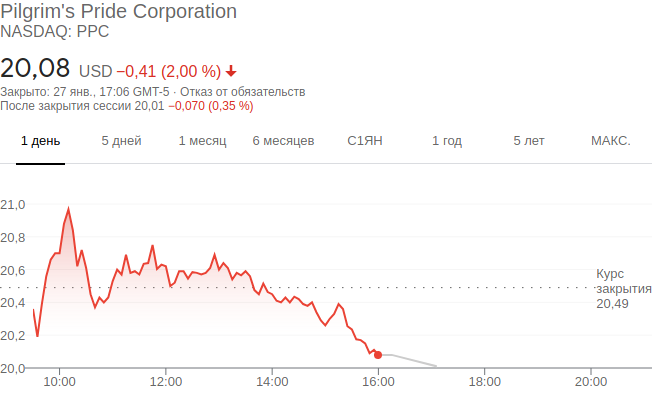 Pilgrim's Pride Corporation
NASDAQ: PPC
20,08 USD −0,41 (2,00 %)
Закрыто: 27 янв., 17:06 GMT-5 · Отказ от обязательств
После закрытия сессии 20,01 −0,070 (0,35 %)
1 день 5 дней 1 месяц 6 месяцев С1ЯН 1 год 5 лет МАКС.
21,0
20,8
20,6
Курс
закрытия
20,49
20,4
20,2
20,0
10:00 12:00 14:00 16:00 18:00 20:00